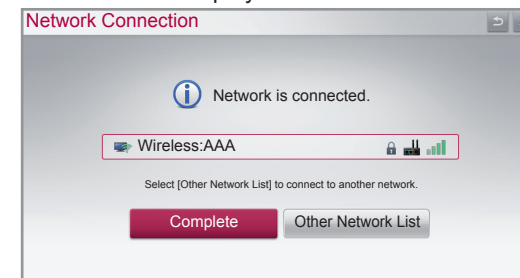 Network Connection
Network is connected.
Wireless:AAA
Select [Other Network List] to connect to another network.
Complete
Other Network List